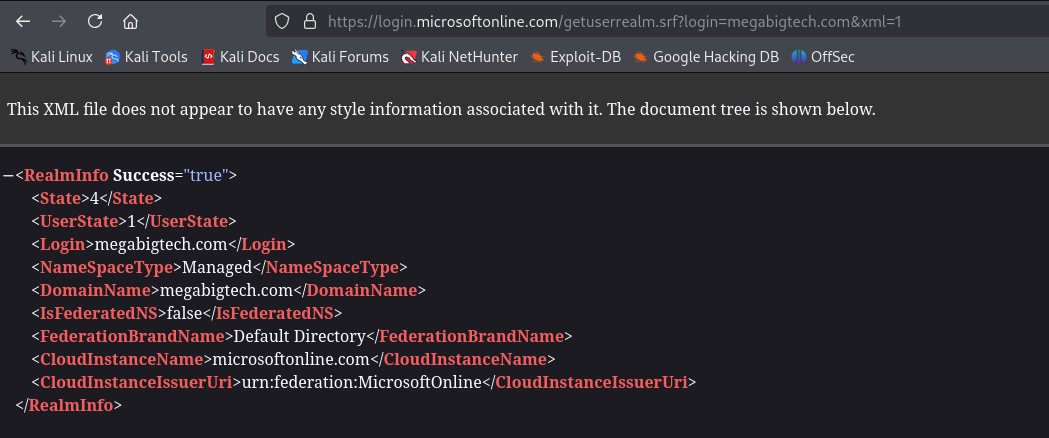 https://login.microsoftonline.com/getuserrealm.srf?login=megabigtech.com&xml=1
Kali Linux Kali Tools Kali Docs Kali Forums Kali NetHunter Exploit-DB Google Hacking DB OffSec
This XML file does not appear to have any style information associated with it. The document tree is shown below.
−<RealmInfo Success="true">
<State>4</State>
<UserState>1</UserState>
<Login>megabigtech.com</Login>
<NameSpaceType>Managed</NameSpaceType>
<DomainName>megabigtech.com</DomainName>
<IsFederatedNS>false</IsFederatedNS>
<FederationBrandName>Default Directory</FederationBrandName>
<CloudInstanceName>microsoftonline.com</CloudInstanceName>
<CloudInstanceIssuerUri>urn:federation:MicrosoftOnline</CloudInstanceIssuerUri>
</RealmInfo>